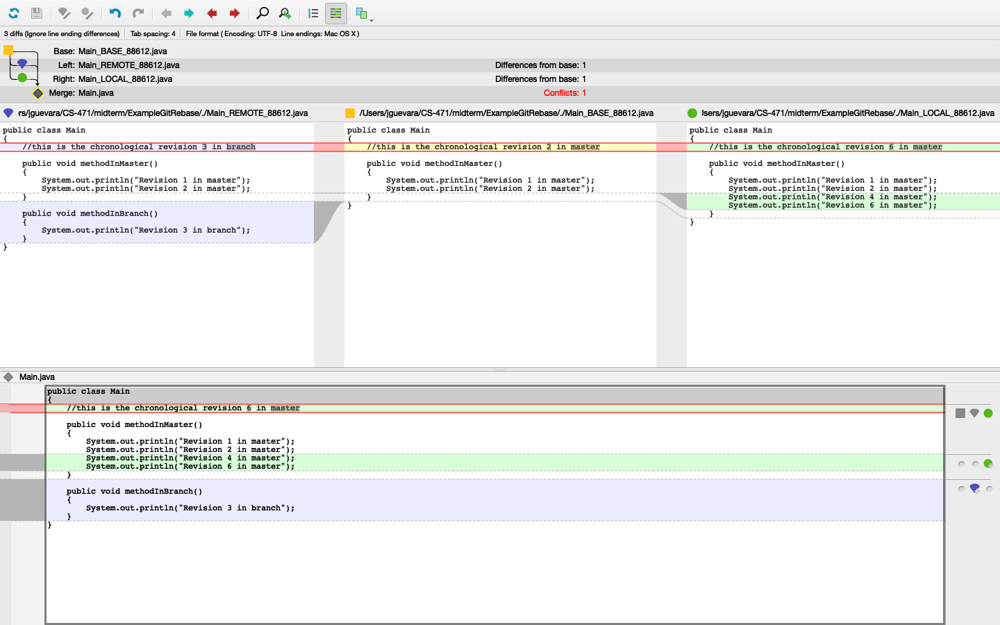 3 diffs (Ignore line ending differences) Tab spacing: 4 File format ( Encoding: UTF-8 Line endings: Mac OS X )
Base: Main_BASE_88612.java
Left: Main_REMOTE_88612.java Differences from base: 1
Right: Main_LOCAL_88612.java Differences from base: 1
Merge: Main.java Conflicts: 1
rs/jguevara/CS-471/midterm/ExampleGitRebase/./Main_REMOTE_88612.java
public class Main
{
//this is the chronological revision 3 in branch
public void methodInMaster()
{
System.out.println("Revision 1 in master");
System.out.println("Revision 2 in master");
}
public void methodInBranch()
{
System.out.println("Revision 3 in branch");
}
}
/Users/jguevara/CS-471/midterm/ExampleGitRebase/./Main_BASE_88612.java
public class Main
{
//this is the chronological revision 2 in master
public void methodInMaster()
{
System.out.println("Revision 1 in master");
System.out.println("Revision 2 in master");
}
}
lsers/jguevara/CS-471/midterm/ExampleGitRebase/./Main_LOCAL_88612.java
public class Main
{
//this is the chronological revision 6 in master
public void methodInMaster()
{
System.out.println("Revision 1 in master");
System.out.println("Revision 2 in master");
System.out.println("Revision 4 in master");
System.out.println("Revision 6 in master");
}
}
Main.java
public class Main
{
//this is the chronological revision 6 in master
public void methodInMaster()
{
System.out.println("Revision 1 in master");
System.out.println("Revision 2 in master");
System.out.println("Revision 4 in master");
System.out.println("Revision 6 in master");
}
public void methodInBranch()
{
System.out.println("Revision 3 in branch");
}
}